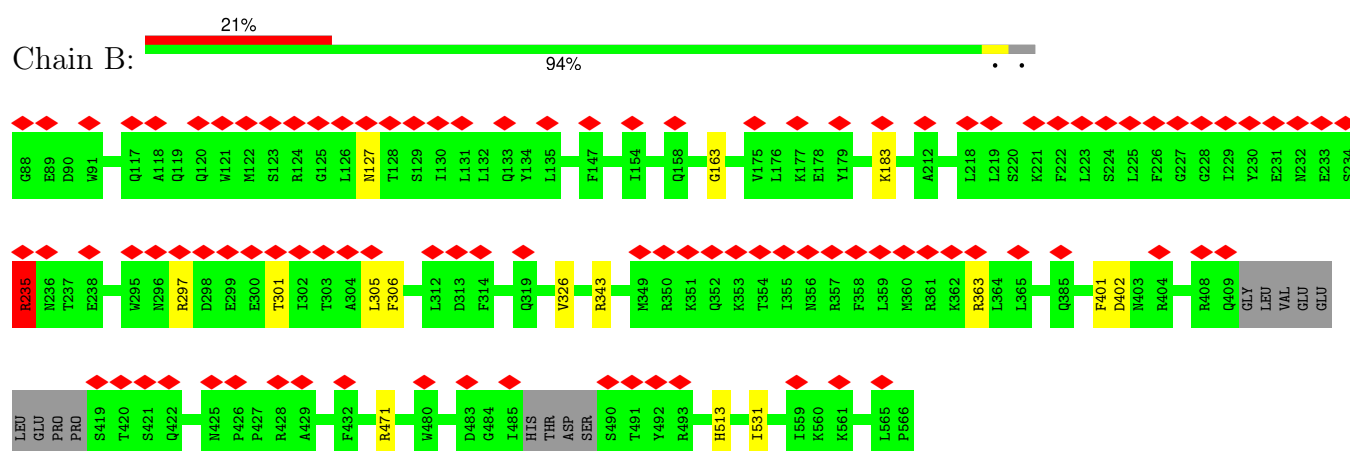 21%
Chain B:
94%
. .
G88 E89 D90 W91 Q117 A118 Q119 Q120 W121 M122 S123 R124 G125 L126 N127 T128 S129 I130 L131 L132 Q133 Y134 L135 F147 I154 Q158 G163 V175 L176 K177 E178 Y179 K183 A212 L218 L219 S220 K221 F222 L223 S224 L225 F226 G227 G228 I229 Y230 E231 N232 E233 S234
R235 N236 T237 E238 W295 N296 R297 D298 E299 E300 T301 I302 T303 A304 L305 F306 L312 D313 F314 Q319 V326 R343 M349 R350 K351 Q352 K353 T354 I355 N356 R357 F358 L359 M360 R361 K362 R363 L364 L365 Q385 F401 D402 N403 R404 R408 Q409 GLY LEU VAL GLU GLU
LEU GLU PRO PRO S419 T420 S421 Q422 N425 P426 P427 R428 A429 F432 R471 W480 D483 G484 I485 HIS THR ASP SER S490 T491 Y492 R493 H513 I531 I559 K560 K561 L565 P566